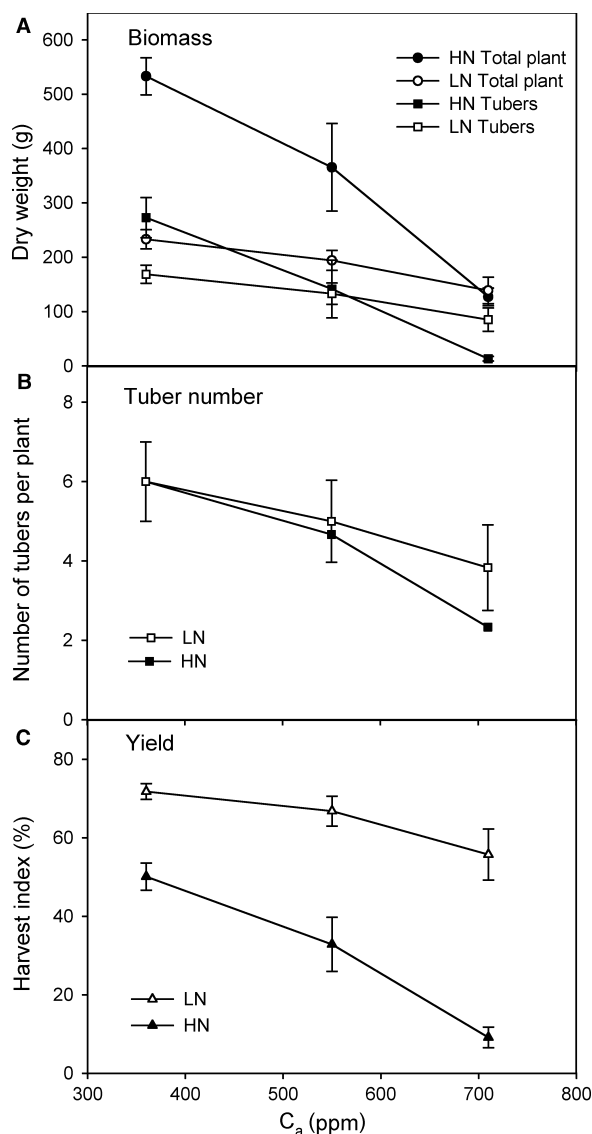 A
Biomass
HN Total plant
LN Total plant
HN Tubers
LN Tubers
Dry weight (g)
600
500
400
300
200
100
0
B
Tuber number
Number of tubers per plant
8
6
4
2
0
LN
HN
C
Yield
Harvest index (%)
80
60
40
20
0
LN
HN
300 400 500 600 700 800
Ca (ppm)